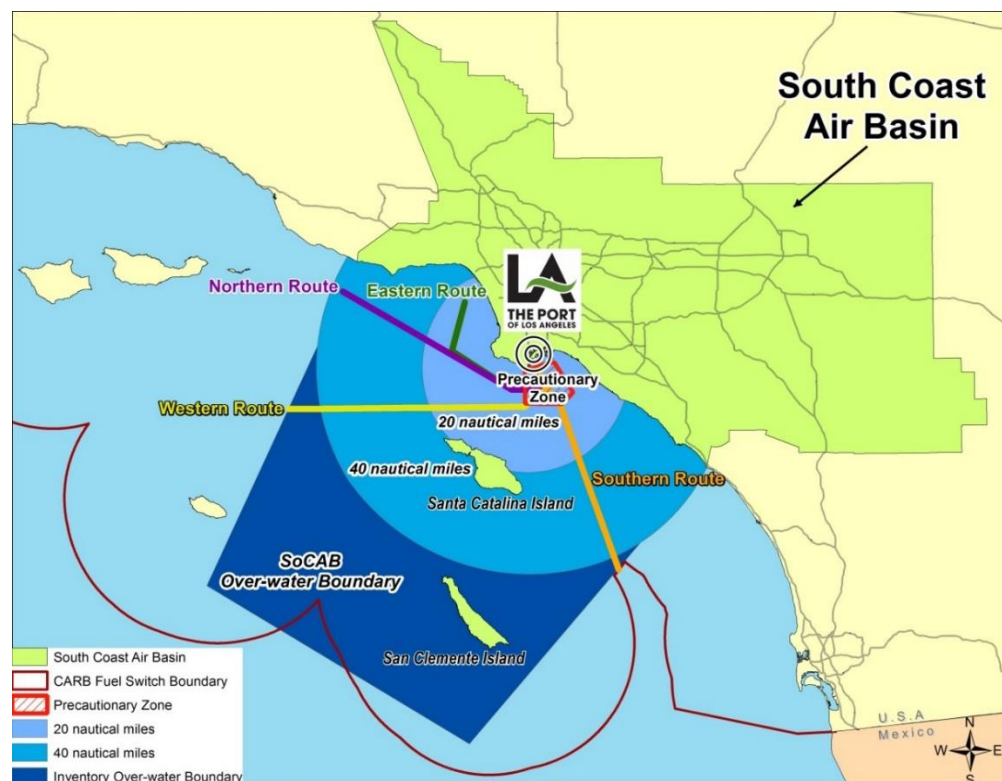 South Coast
Air Basin
Northern Route
Eastern Route
LA
THE PORT
OF LOS ANGELES
Precautionary
Zone
Western Route
20 nautical miles
40 nautical miles
Southern Route
Santa Catalina Island
SoCAB
Over-water Boundary
San Clemente Island
South Coast Air Basin
CARB Fuel Switch Boundary
Precautionary Zone
20 nautical miles
40 nautical miles
Inventory Over-water Boundary
U.S.A
Mexico
N
W
E
S